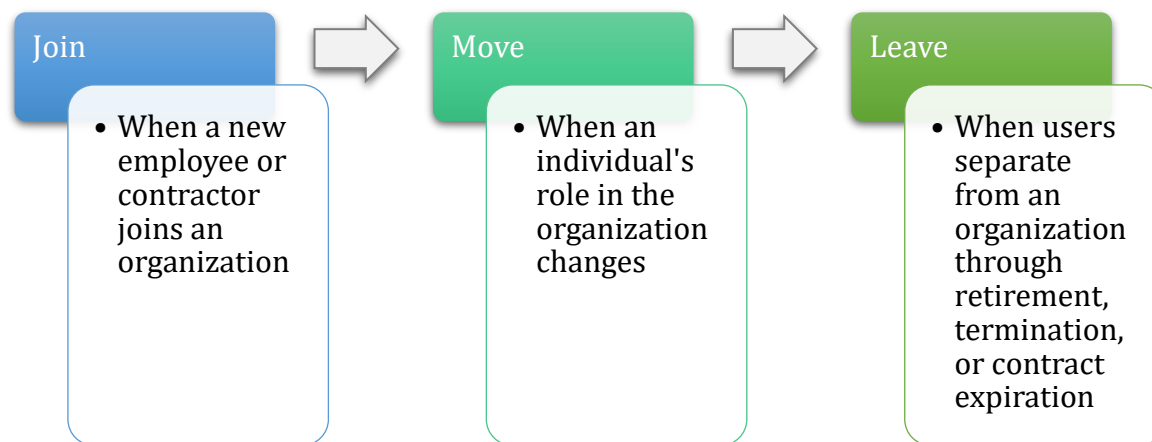 Join
• When a new
employee or
contractor
joins an
organization
Move
• When an
individual's
role in the
organization
changes
Leave
• When users
separate
from an
organization
through
retirement,
termination,
or contract
expiration